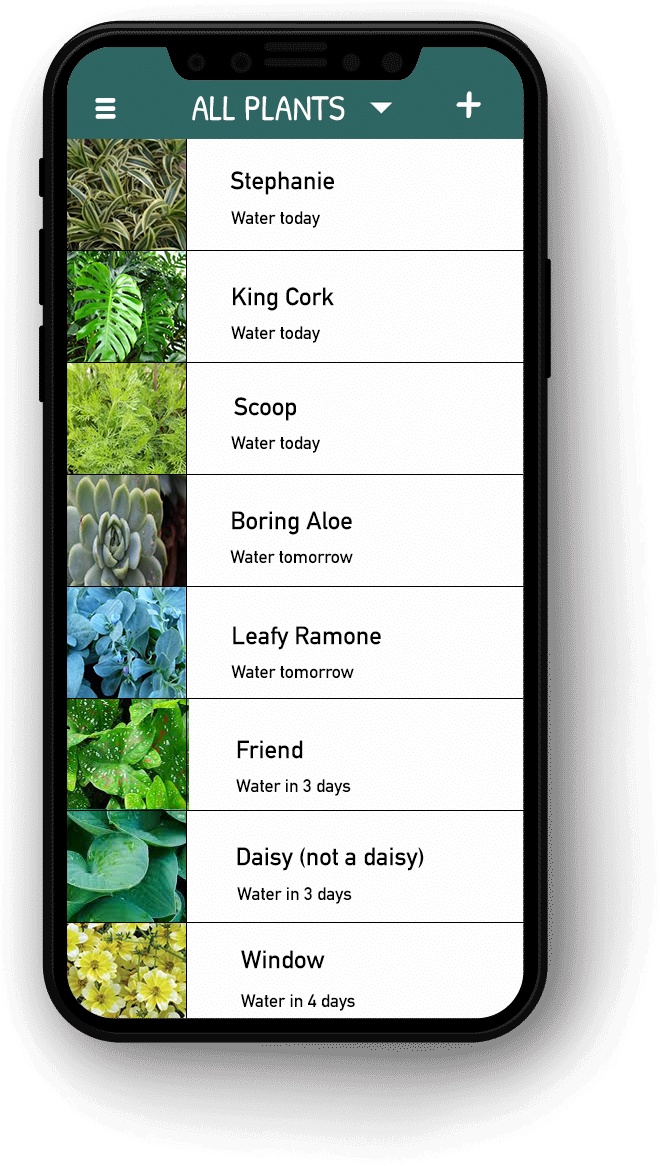 ALL PLANTS
Stephanie
Water today
King Cork
Water today
Scoop
Water today
Boring Aloe
Water tomorrow
Leafy Ramone
Water tomorrow
Friend
Water in 3 days
Daisy (not a daisy)
Water in 3 days
Window
Water in 4 days